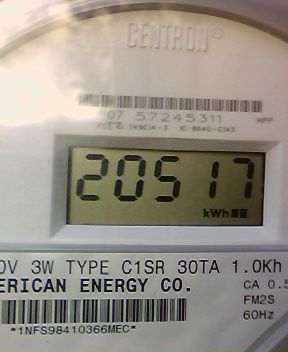 CENTRON®
07 57245311
NPP
20517
kWh
0V 3W TYPE C1SR 30TA 1.0Kh
ERICAN ENERGY CO.
CA 0.5
FM2S
60Hz
*1NFS98410366MEC*